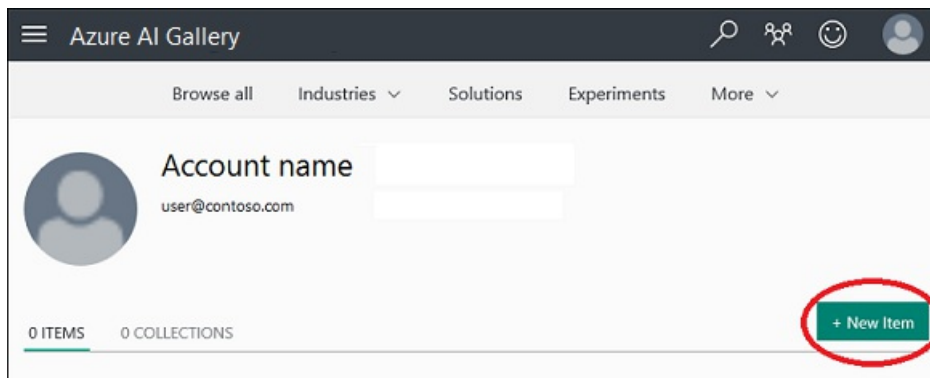 Azure AI Gallery
Browse all Industries Solutions Experiments More
Account name
user@contoso.com
0 ITEMS 0 COLLECTIONS
+ New Item